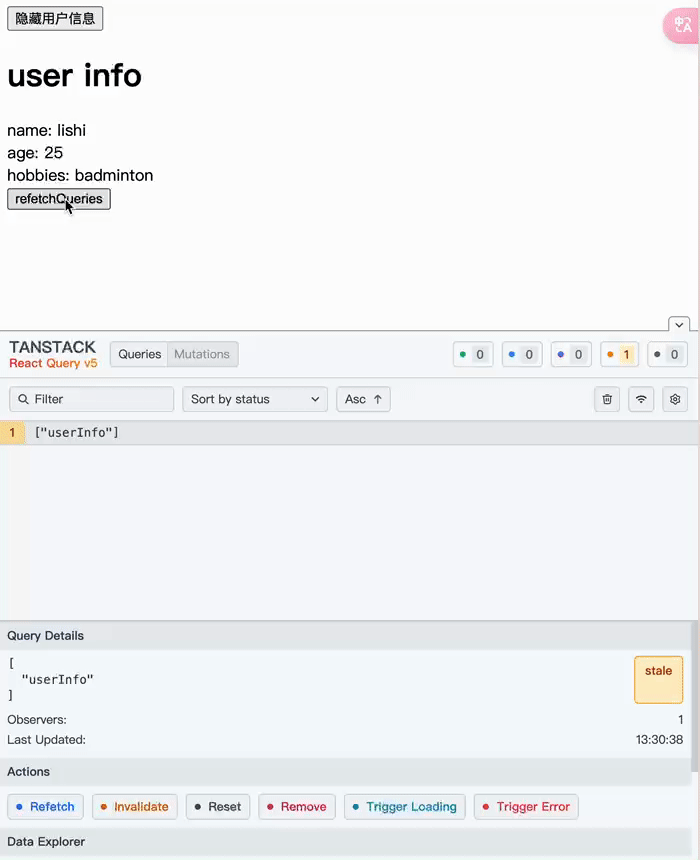 隐藏用户信息
user info
name: lishi
age: 25
hobbies: badminton
refetchQueries
TANSTACK
React Query v5
Queries Mutations
0 0 0 1 0
Filter Sort by status Asc ↑
1 ["userInfo"]
Query Details
[
"userInfo"
]
stale
Observers: 1
Last Updated: 13:30:38
Actions
Refetch Invalidate Reset Remove Trigger Loading Trigger Error
Data Explorer